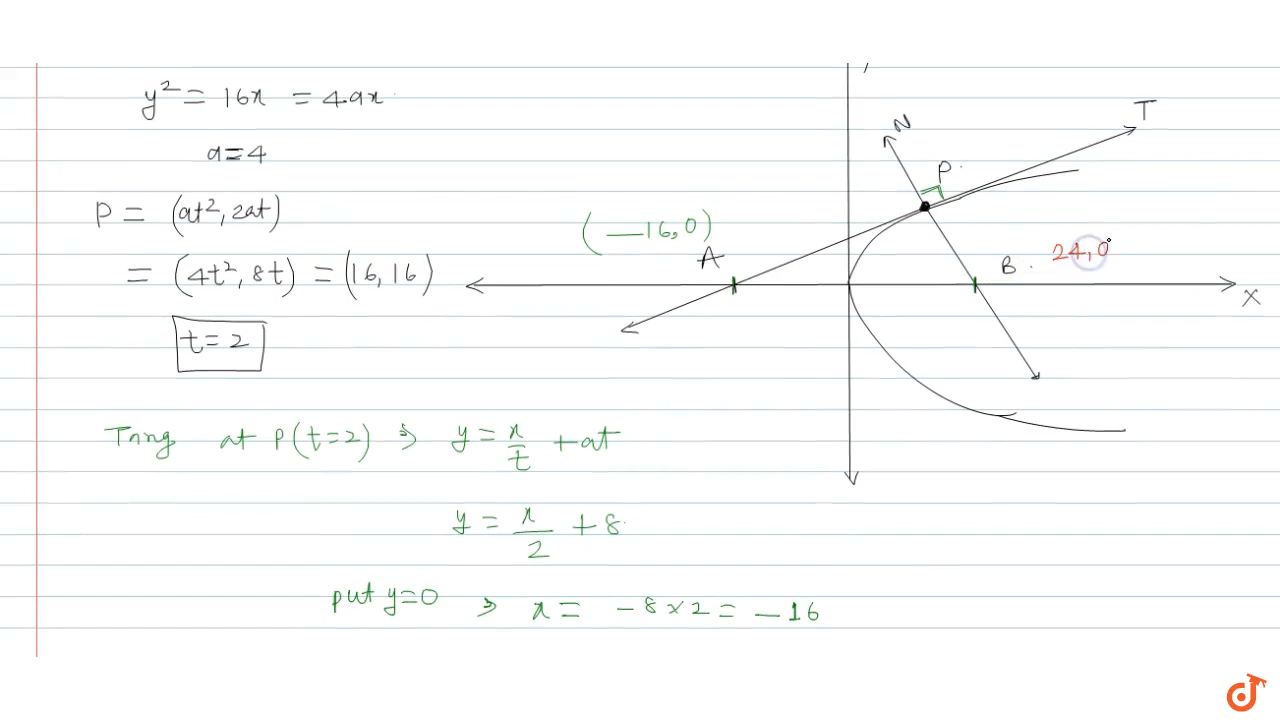 y² = 16x = 4ax
a = 4
P = (at², 2at)
= (4t², 8t) = (16, 16)
t = 2
Tang at P(t=2) ⇒ y = x/t + at
y = x/2 + 8
put y=0 ⇒ x = -8×2 = -16
N
T
P
(-16,0)
A
B
24,0
X